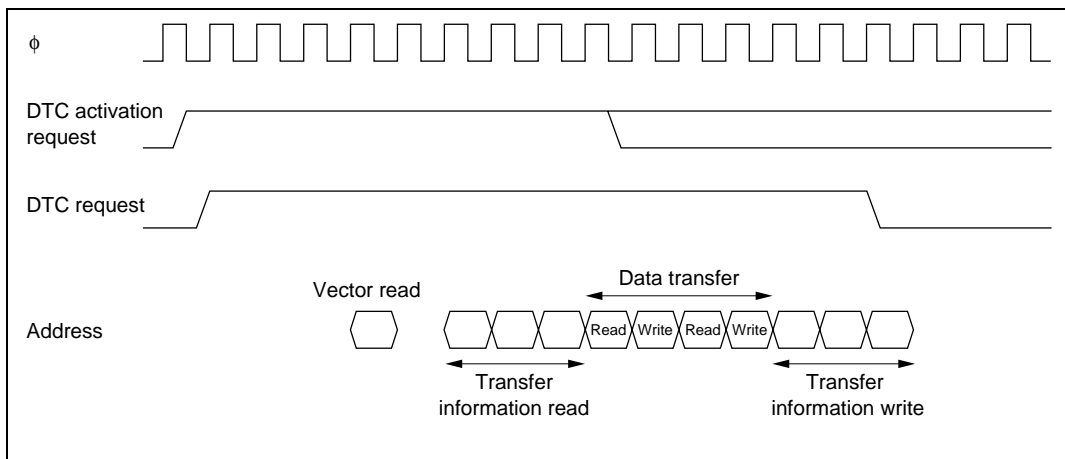 ϕ
DTC activation
request
DTC request
Data transfer
Vector read
Address
Read Write Read Write
Transfer
information read
Transfer
information write